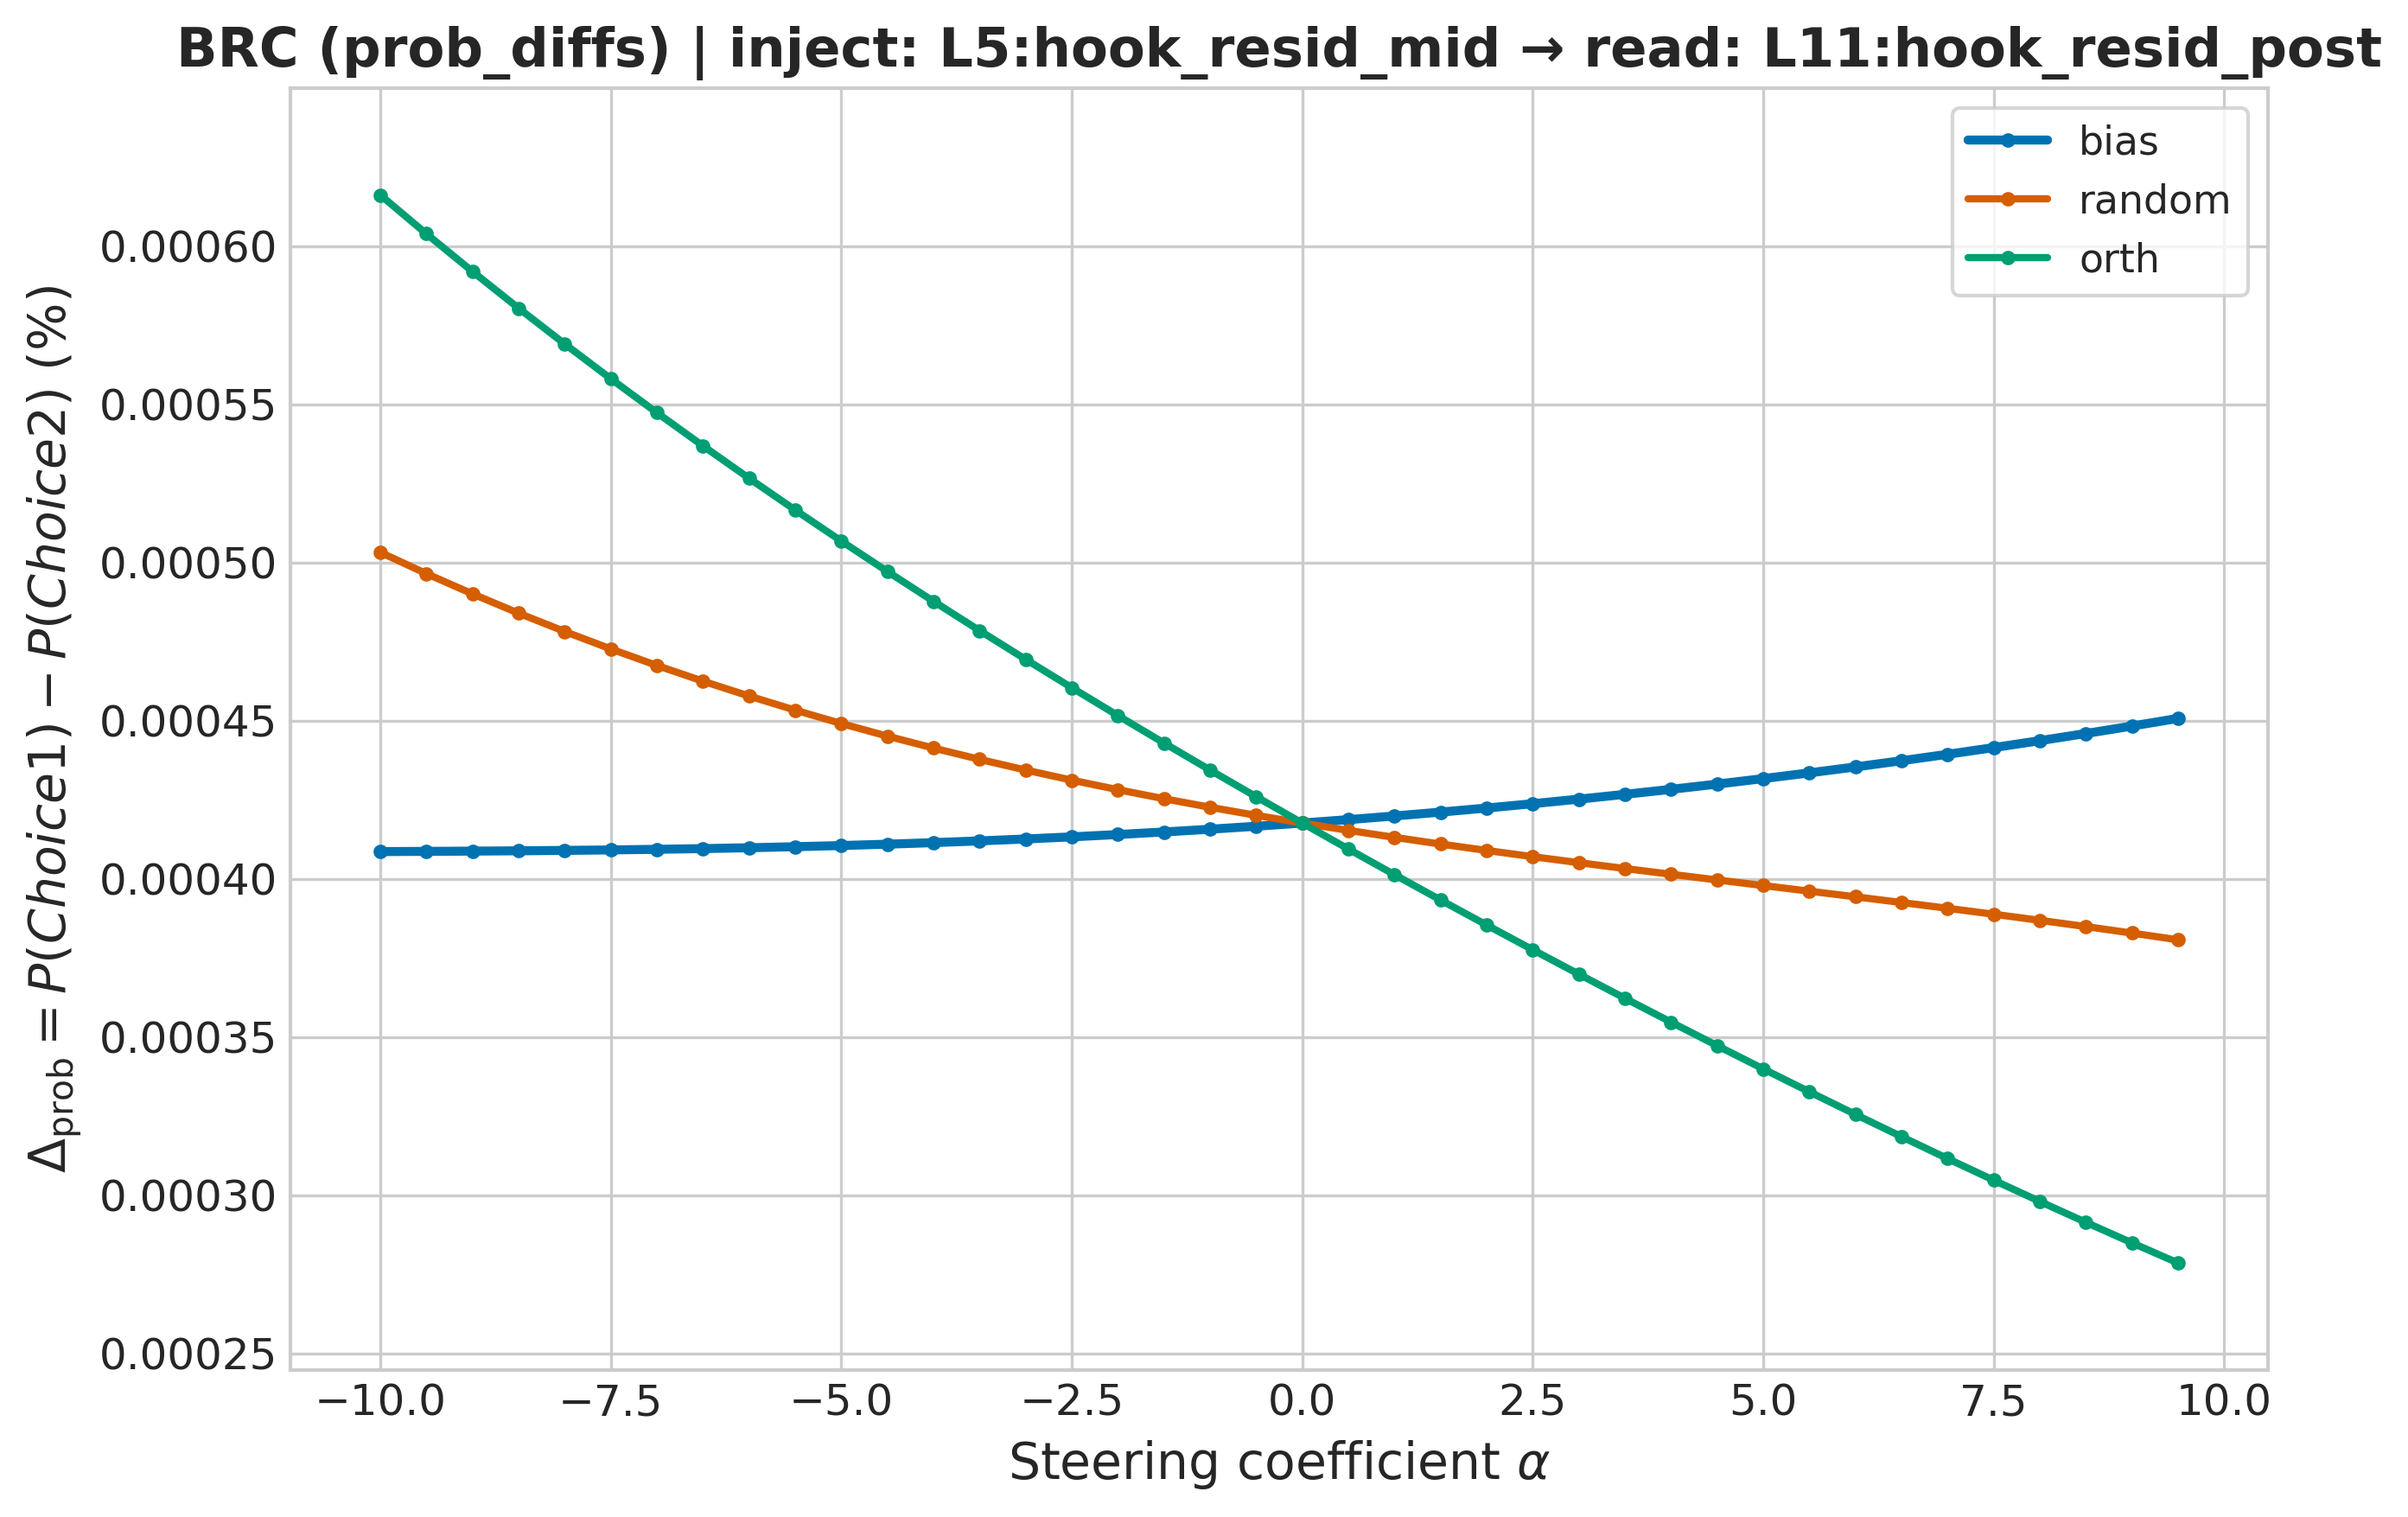 BRC (prob_diffs) | inject: L5:hook_resid_mid → read: L11:hook_resid_post
bias
random
orth
Δprob = P(Choice1) − P(Choice2) (%)
0.00060
0.00055
0.00050
0.00045
0.00040
0.00035
0.00030
0.00025
−10.0 −7.5 −5.0 −2.5 0.0 2.5 5.0 7.5 10.0
Steering coefficient α